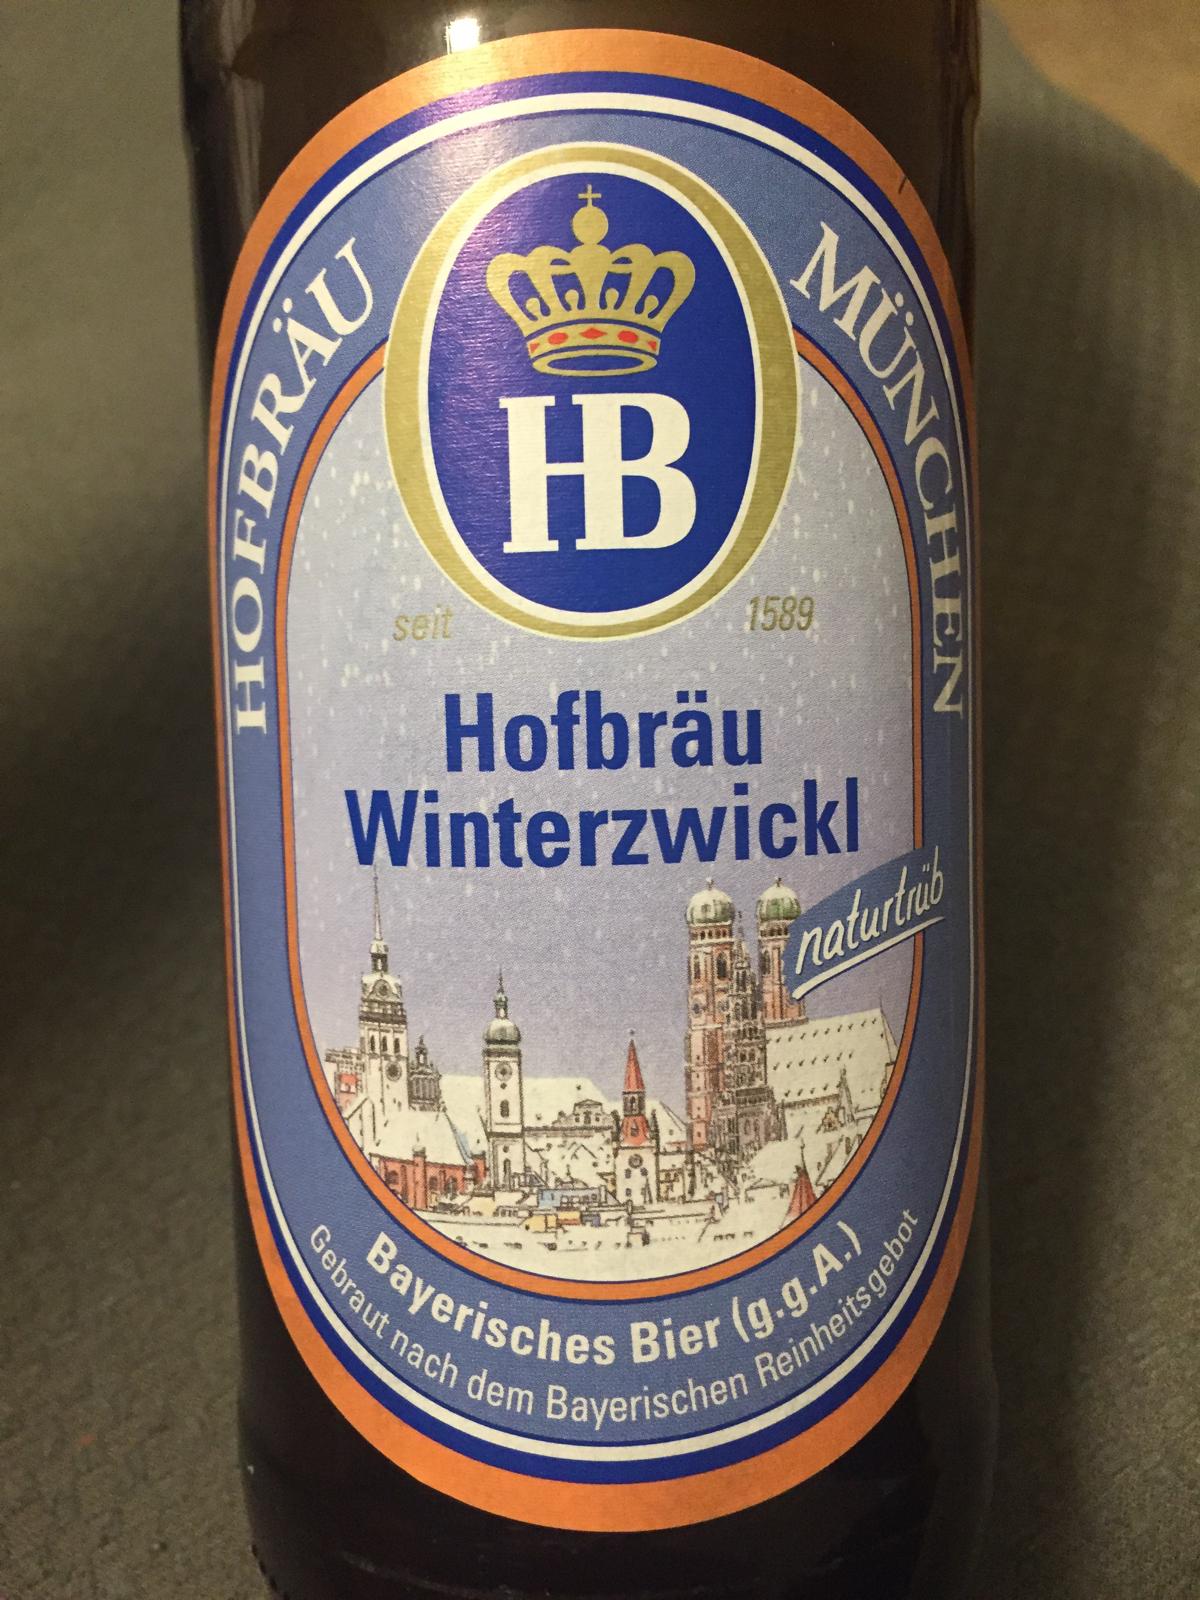 HOFBRÄU MÜNCHEN
HB
seit 1589
Hofbräu
Winterzwickl
naturtrüb
Bayerisches Bier (g.g.A.)
Gebraut nach dem Bayerischen Reinheitsgebot